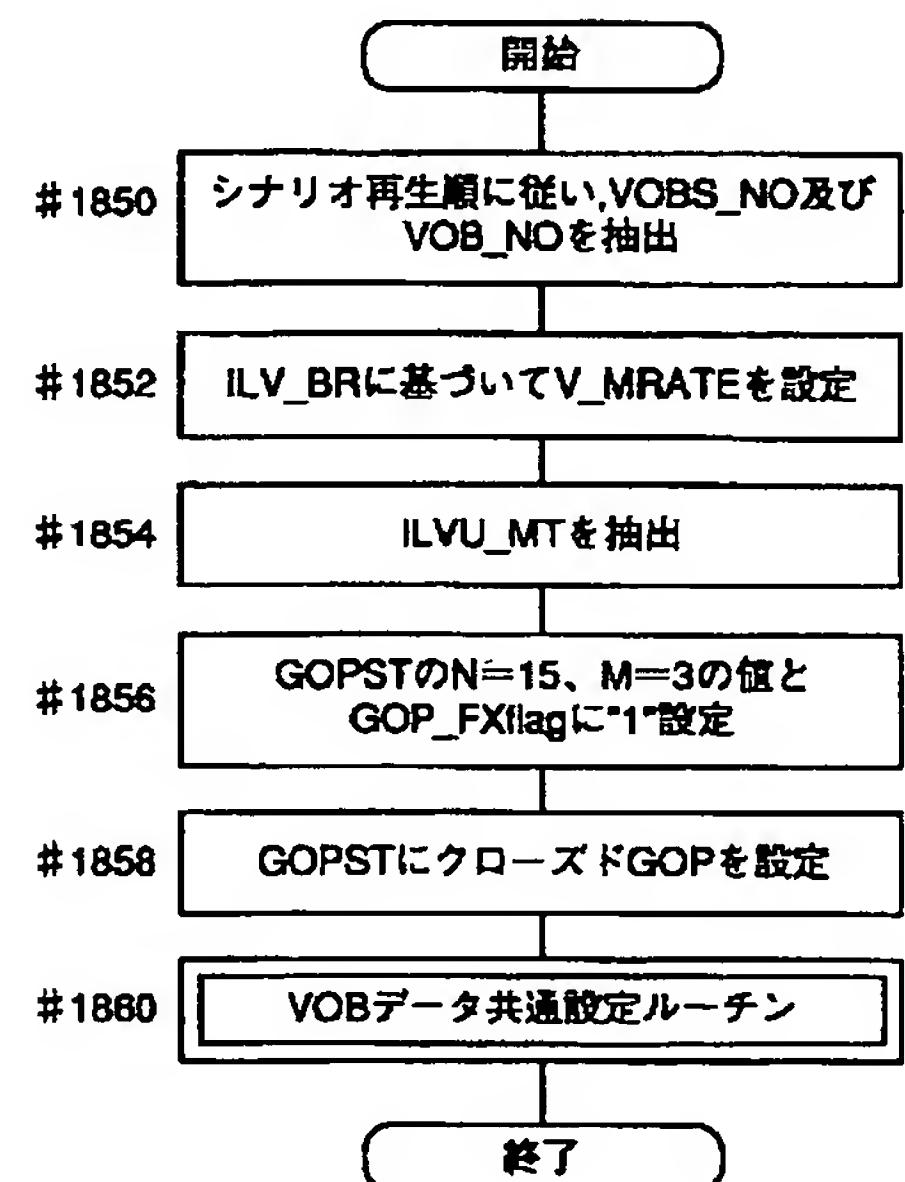 開始
#1850
シナリオ再生順に従い,VOBS_NO及び
VOB_NOを抽出
#1852
ILV_BRに基づいてV_MRATEを設定
#1854
ILVU_MTを抽出
#1856
GOPSTのN=15、M=3の値と
GOP_FXflagに"1"設定
#1858
GOPSTにクローズドGOPを設定
#1860
VOBデータ共通設定ルーチン
終了